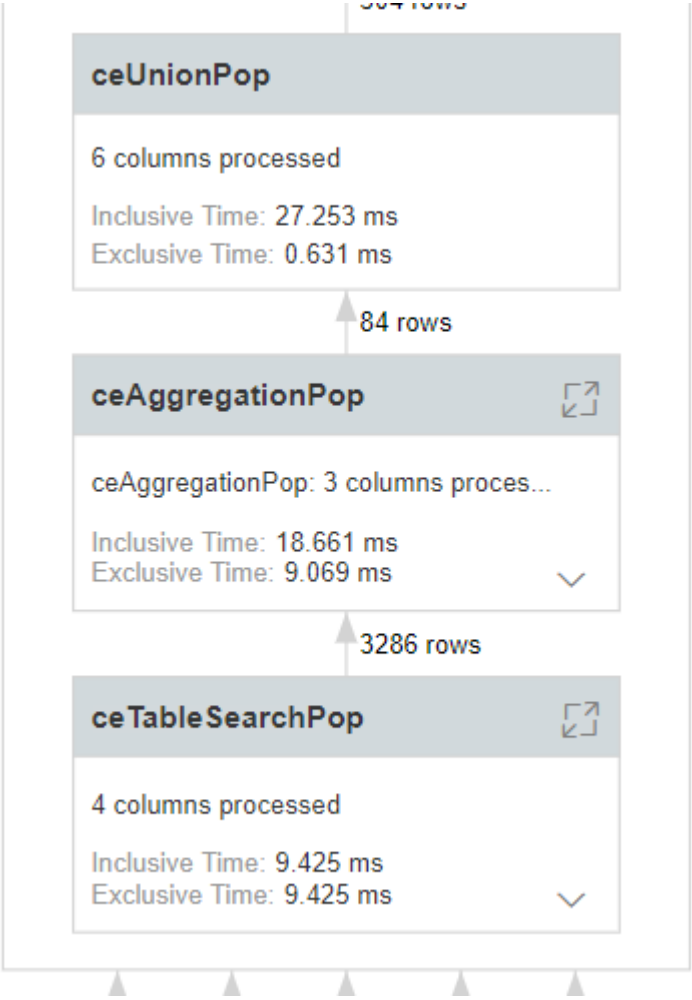 ceUnionPop
6 columns processed
Inclusive Time: 27.253 ms
Exclusive Time: 0.631 ms
84 rows
ceAggregationPop
ceAggregationPop: 3 columns proces...
Inclusive Time: 18.661 ms
Exclusive Time: 9.069 ms
3286 rows
ceTableSearchPop
4 columns processed
Inclusive Time: 9.425 ms
Exclusive Time: 9.425 ms